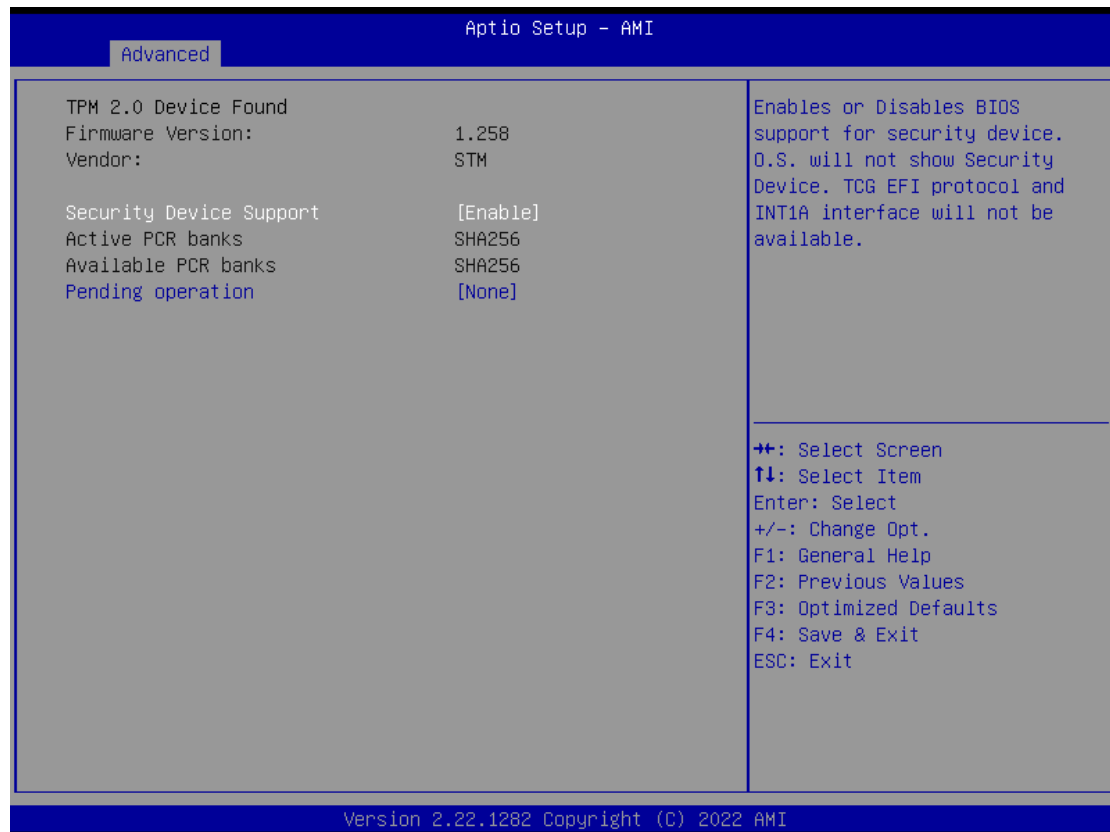 Aptio Setup – AMI
Advanced
TPM 2.0 Device Found
Firmware Version: 1.258
Vendor: STM
Security Device Support [Enable]
Active PCR banks SHA256
Available PCR banks SHA256
Pending operation [None]
Enables or Disables BIOS
support for security device.
O.S. will not show Security
Device. TCG EFI protocol and
INT1A interface will not be
available.
→←: Select Screen
↑↓: Select Item
Enter: Select
+/-: Change Opt.
F1: General Help
F2: Previous Values
F3: Optimized Defaults
F4: Save & Exit
ESC: Exit
Version 2.22.1282 Copyright (C) 2022 AMI